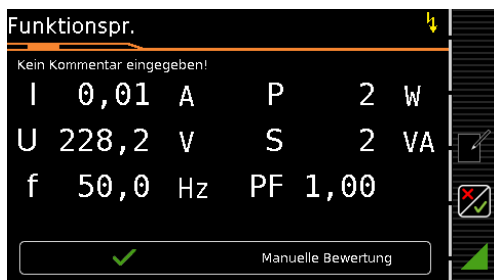 Funktionspr.
Kein Kommentar eingegeben!
I 0,01 A P 2 W
U 228,2 V S 2 VA
f 50,0 Hz PF 1,00
Manuelle Bewertung